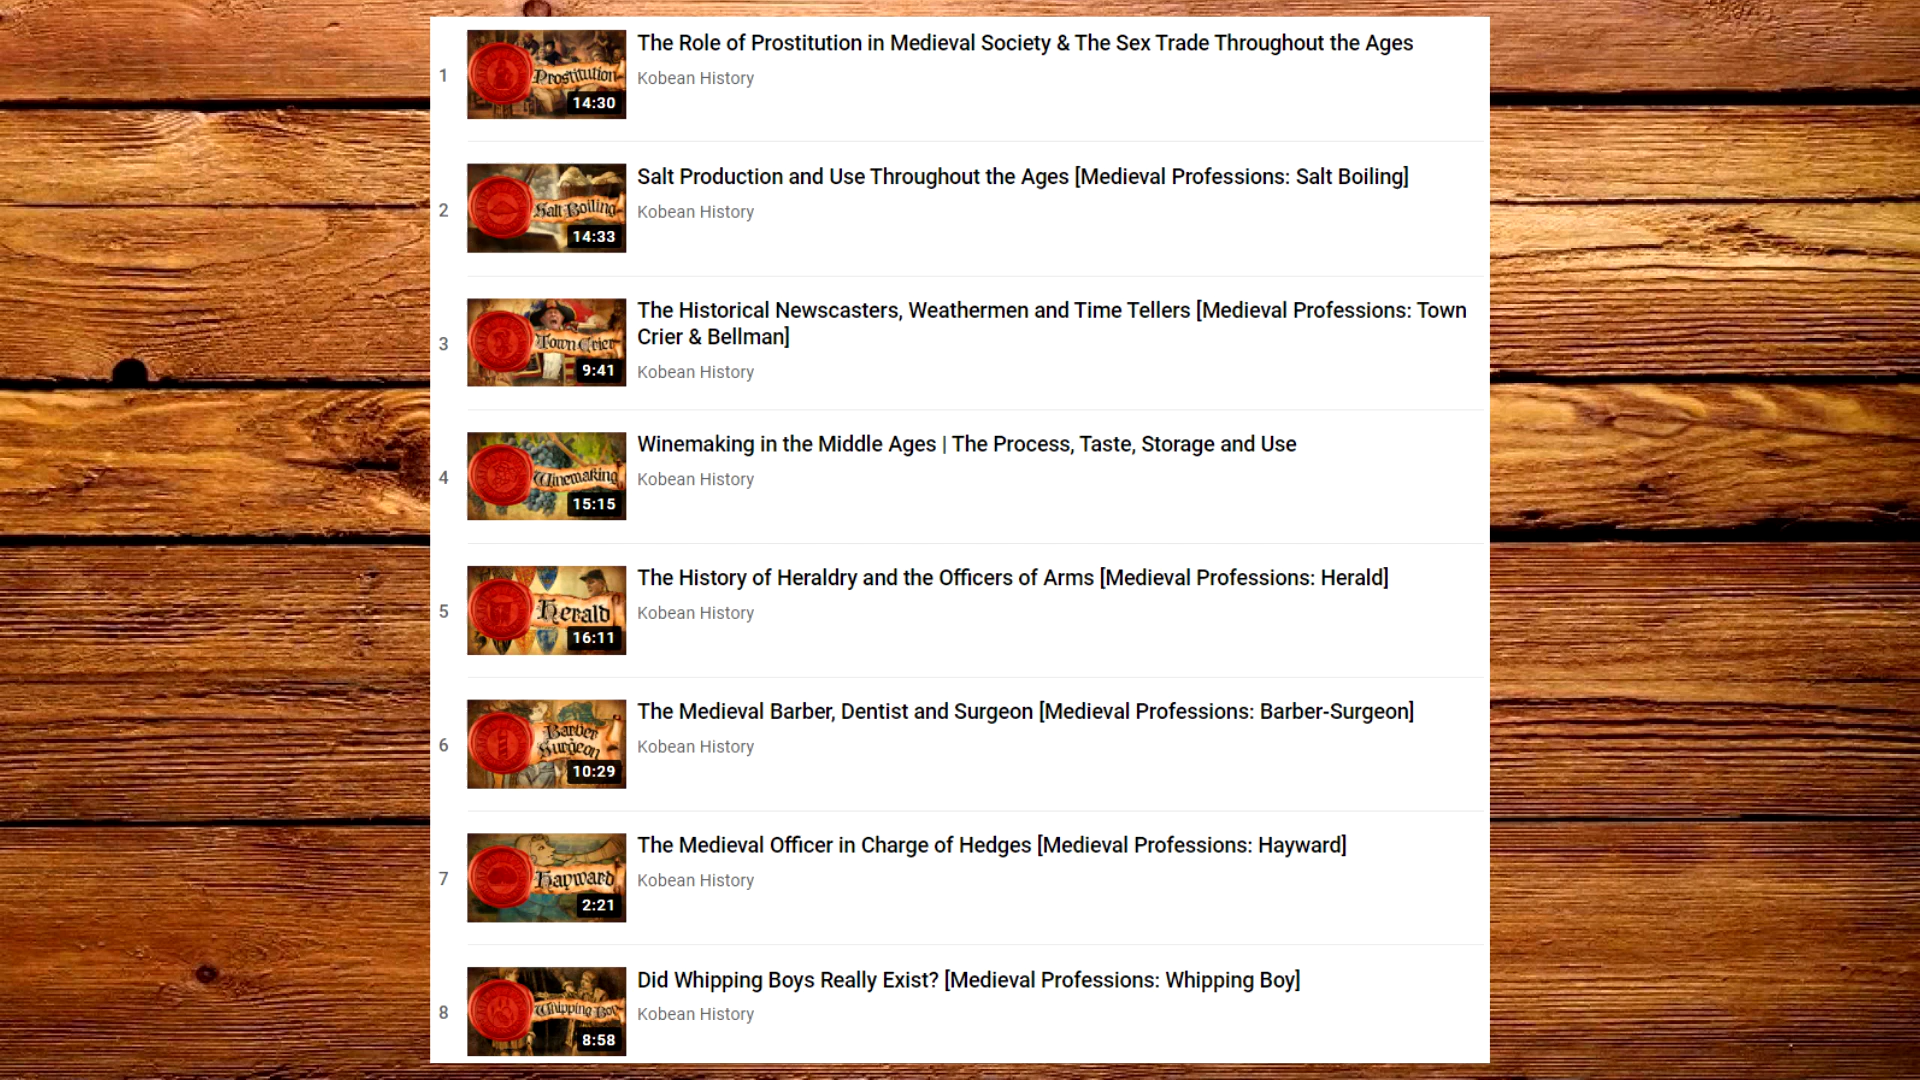 The Role of Prostitution in Medieval Society & The Sex Trade Throughout the Ages
1
Prostitution
Kobean History
14:30
Salt Production and Use Throughout the Ages [Medieval Professions: Salt Boiling]
2
Salt Boiling
Kobean History
14:33
The Historical Newscasters, Weathermen and Time Tellers [Medieval Professions: Town
Crier & Bellman]
3
Town Crier
Kobean History
9:41
Winemaking in the Middle Ages | The Process, Taste, Storage and Use
4
Winemaking
Kobean History
15:15
The History of Heraldry and the Officers of Arms [Medieval Professions: Herald]
5
Herald
Kobean History
16:11
The Medieval Barber, Dentist and Surgeon [Medieval Professions: Barber-Surgeon]
6
Barber
Surgeon
Kobean History
10:29
The Medieval Officer in Charge of Hedges [Medieval Professions: Hayward]
7
Hayward
Kobean History
2:21
Did Whipping Boys Really Exist? [Medieval Professions: Whipping Boy]
8
Whipping Boy
Kobean History
8:58